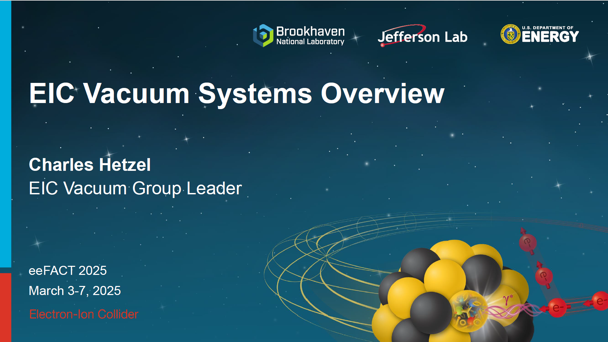 Brookhaven
National Laboratory
Jefferson Lab
U.S. DEPARTMENT OF
ENERGY
EIC Vacuum Systems Overview
Charles Hetzel
EIC Vacuum Group Leader
eeFACT 2025
March 3-7, 2025
Electron-Ion Collider
γ*
e-
e-